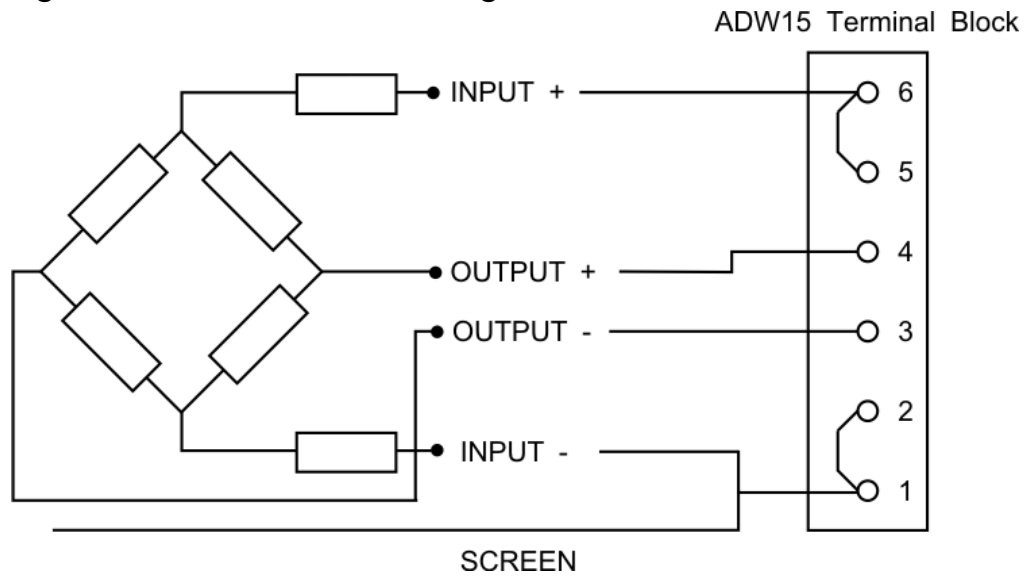 ADW15 Terminal Block
INPUT +
6
5
OUTPUT +
4
OUTPUT -
3
2
INPUT -
1
SCREEN